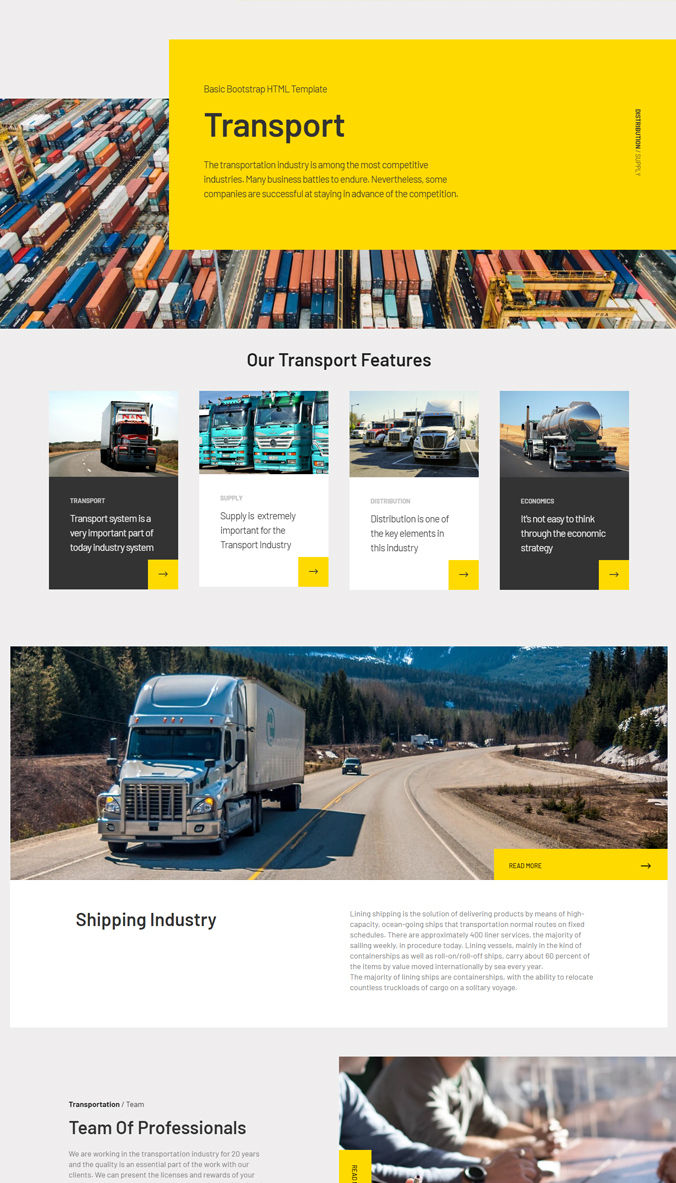 Basic Bootstrap HTML Template
Transport
The transportation industry is among the most competitive
industries. Many business battles to endure. Nevertheless, some
companies are successful at staying in advance of the competition.
DISTRIBUTION / SUPPLY
Our Transport Features
TRANSPORT
Transport system is a
very important part of
today industry system
SUPPLY
Supply is extremely
important for the
Transport Industry
DISTRIBUTION
Distribution is one of
the key elements in
this industry
ECONOMICS
It's not easy to think
through the economic
strategy
READ MORE
Shipping Industry
Lining shipping is the solution of delivering products by means of high-
capacity, ocean-going ships that transportation normal routes on fixed
schedules. There are approximately 400 liner services, the majority of
sailing weekly, in procedure today. Lining vessels, mainly in the kind of
containerships as well as roll-on/roll-off ships, carry about 60 percent of
the items by value moved internationally by sea every year.
The majority of lining ships are containerships, with the ability to relocate
countless truckloads of cargo on a solitary voyage.
Transportation / Team
Team Of Professionals
We are working in the transportation industry for 20 years
and the quality is an essential part of the work with our
clients. We can present the licenses and rewards of your
READ